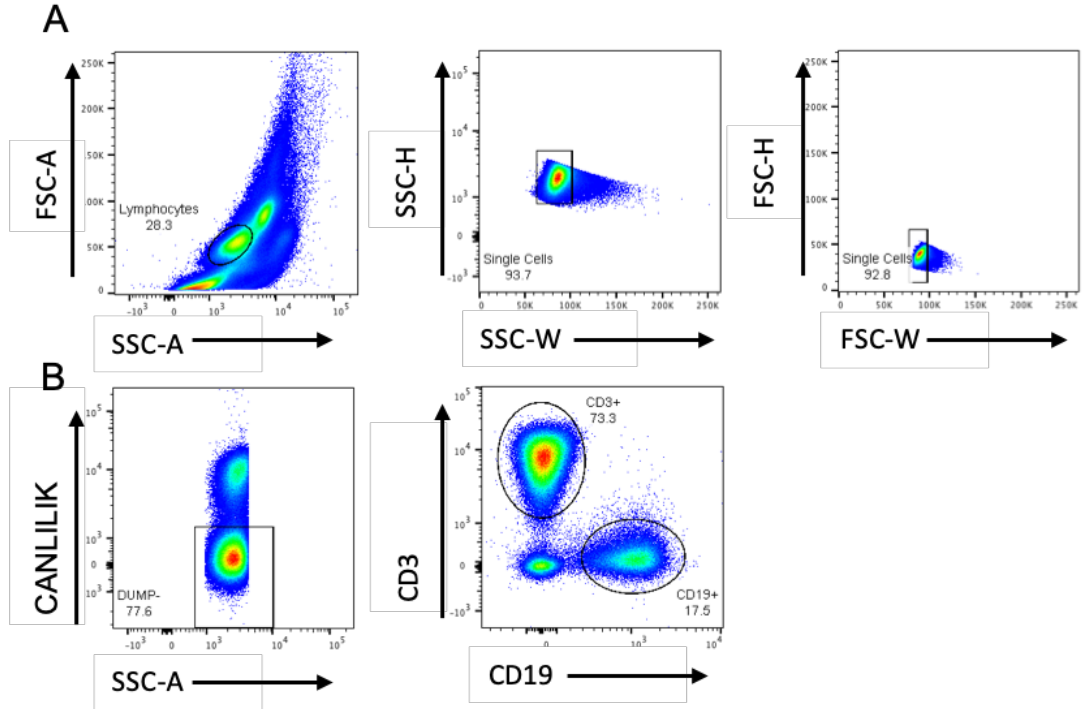 A
FSC-A
250K
200K
150K
100K
50K
0
Lymphocytes
28.3
-10^3 0 10^3 10^4 10^5
SSC-A
SSC-H
10^5
10^4
10^3
0
-10^3
Single Cells
93.7
0 50K 100K 150K 200K 250K
SSC-W
FSC-H
250K
200K
150K
100K
50K
0
Single Cells
92.8
0 50K 100K 150K 200K 250K
FSC-W
B
CANLILIK
10^5
10^4
10^3
0
10^3
DUMP-
77.6
-10^3 0 10^3 10^4 10^5
SSC-A
CD3
10^5
10^4
10^3
0
-10^3
CD3+
73.3
CD19+
17.5
0 10^3 10^4
CD19